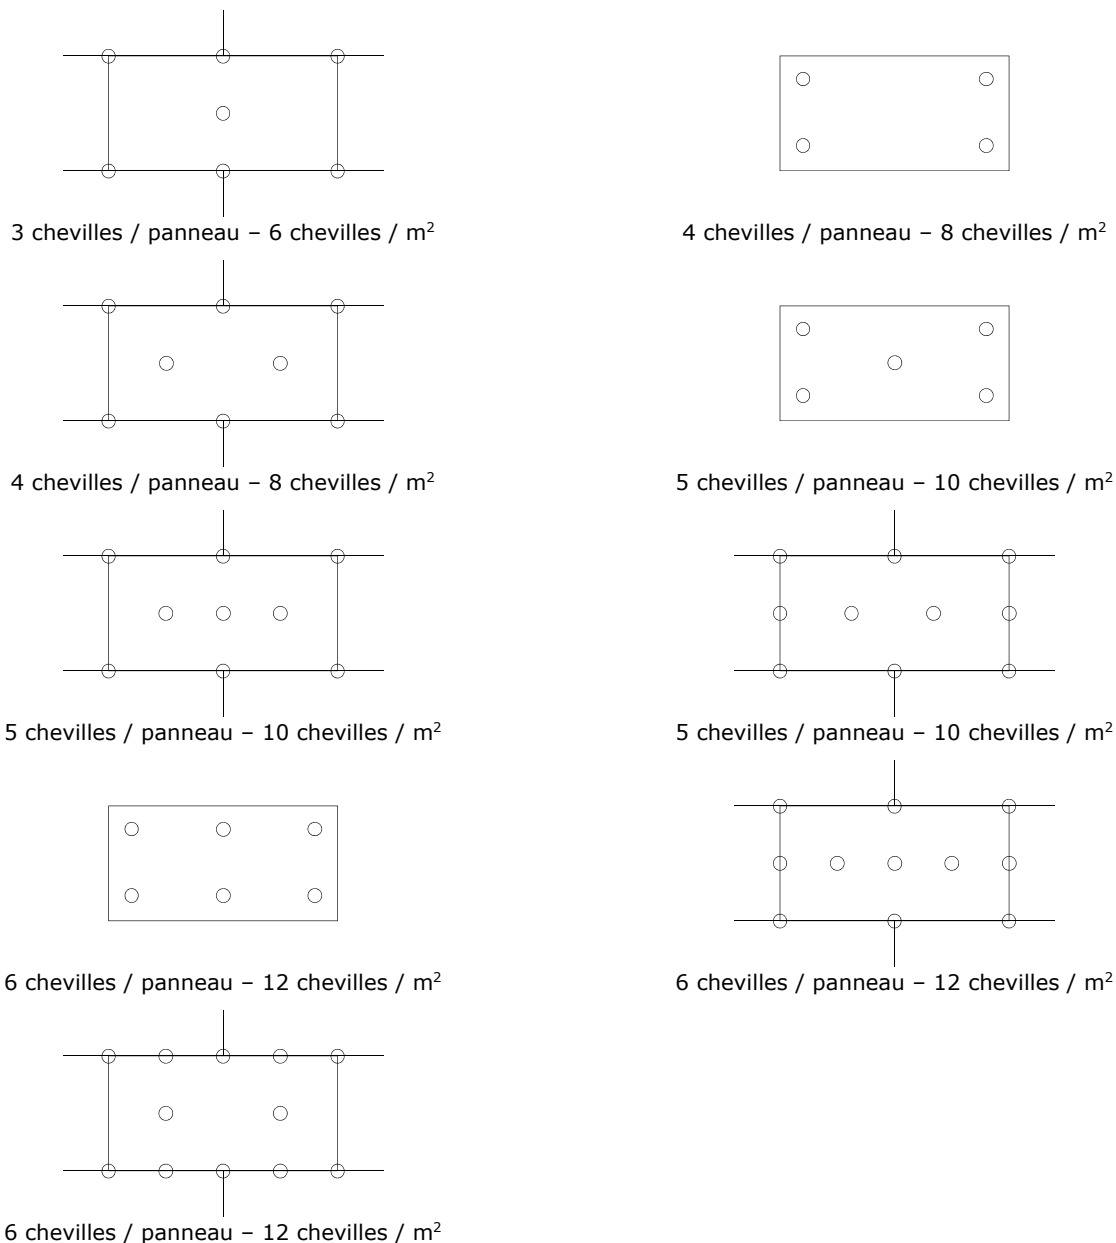 3 chevilles / panneau – 6 chevilles / m²
4 chevilles / panneau – 8 chevilles / m²
4 chevilles / panneau – 8 chevilles / m²
5 chevilles / panneau – 10 chevilles / m²
5 chevilles / panneau – 10 chevilles / m²
5 chevilles / panneau – 10 chevilles / m²
6 chevilles / panneau – 12 chevilles / m²
6 chevilles / panneau – 12 chevilles / m²
6 chevilles / panneau – 12 chevilles / m²